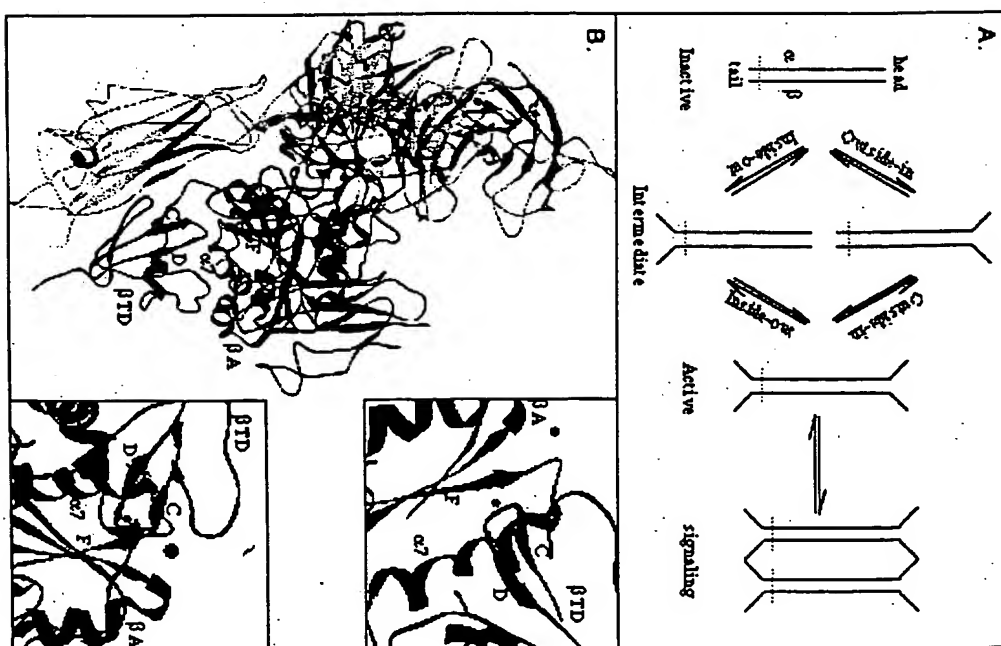 A.
head
α
β
tail
Inactive
Outside-in
Inside-out
Intermediate
Outside-in
Inside-out
Active
signaling
B.
F
C
D
α7
βTD
βA
βA
*
F
*
C
α7
D
βTD
βTD
D
C
*
α7
F
*
βA